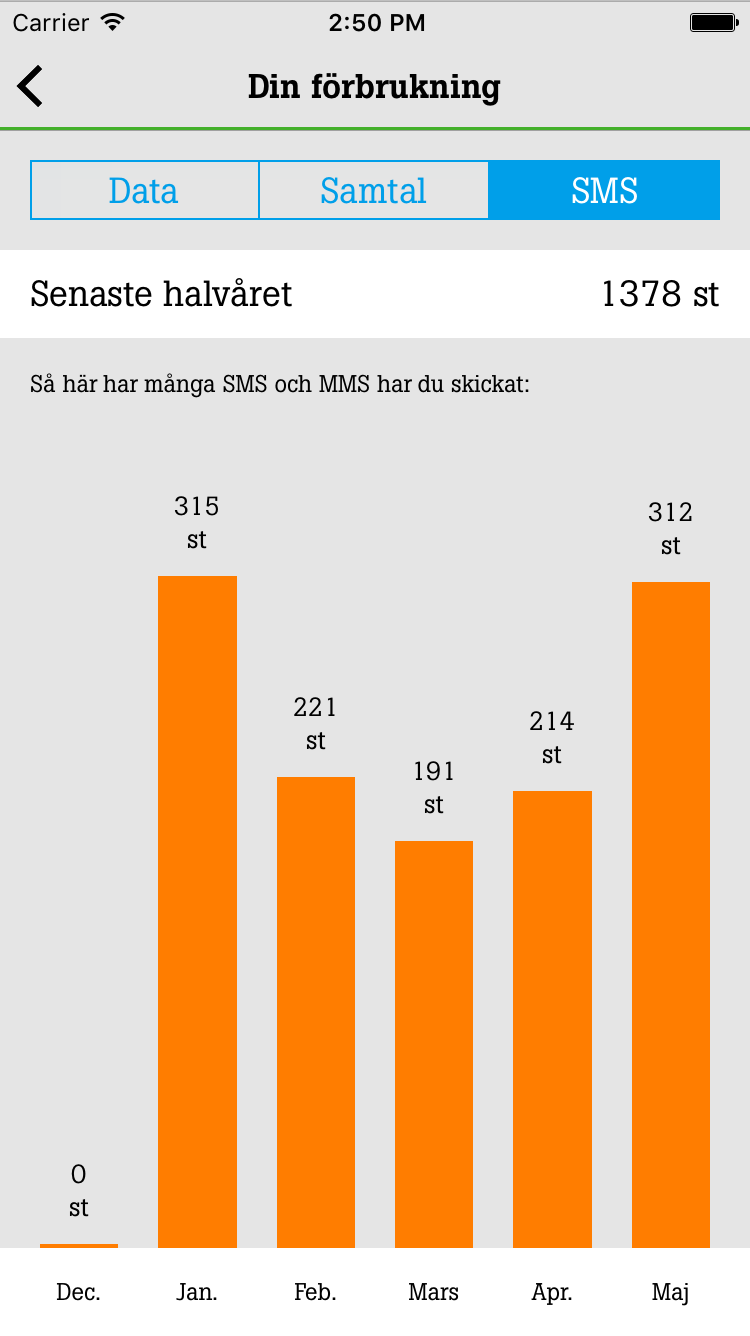 Carrier 2:50 PM
Din förbrukning
Data Samtal SMS
Senaste halvåret 1378 st
Så här har många SMS och MMS har du skickat:
315
st
312
st
221
st
214
st
191
st
0
st
Dec. Jan. Feb. Mars Apr. Maj